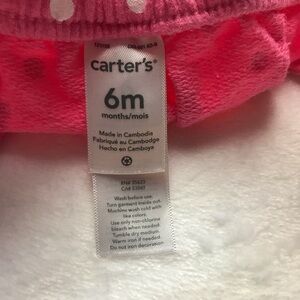 carter's
6m
months/mois
Made in Cambodia
Fabriqué au Cambodge
Hecho en Camboya
Wash before use.
Turn garment inside out.
Machine wash cold with
like colors.
Use only non-chlorine
bleach when needed.
Tumble dry medium.
Warm iron if needed.
Do not iron decoration